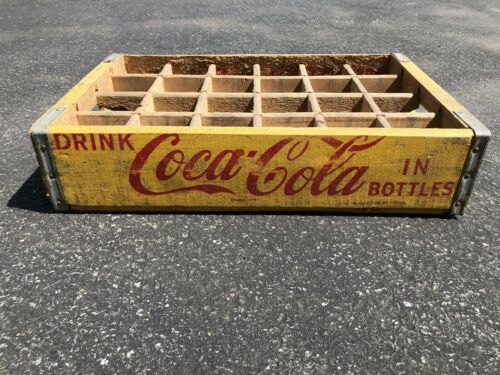 DRINK
Coca-Cola
IN
BOTTLES